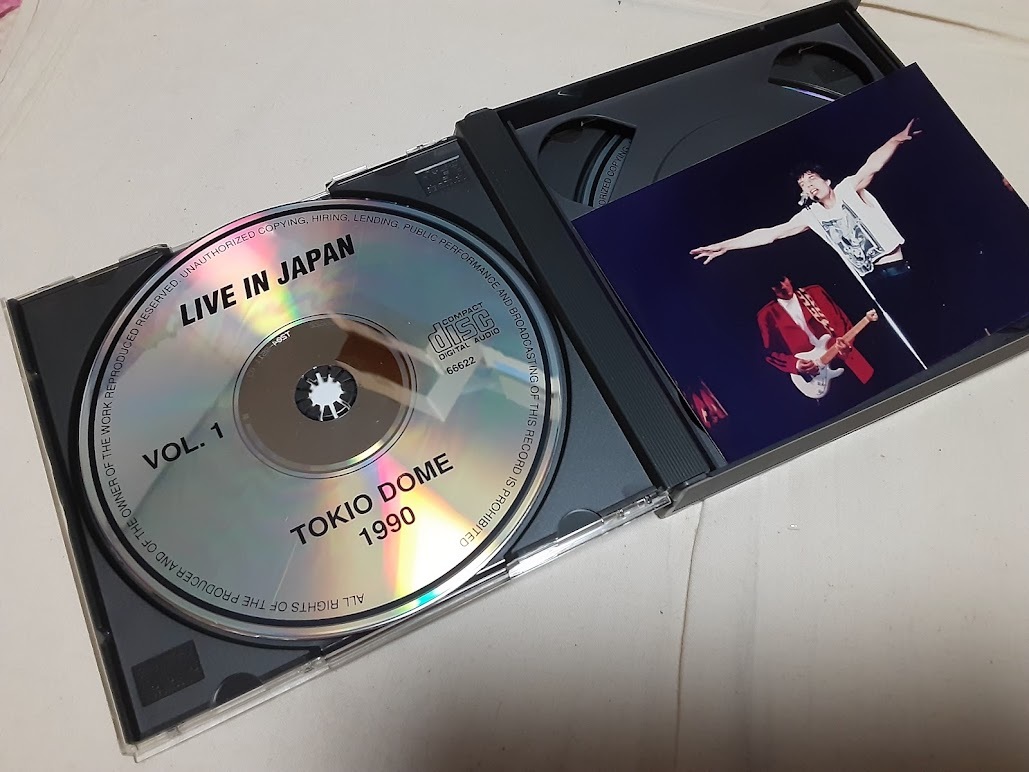 LIVE IN JAPAN
COMPACT
disc
DIGITAL AUDIO
66622
VOL. 1
TOKIO DOME
1990
ALL RIGHTS OF THE PRODUCER AND OF THE OWNER OF THE WORK REPRODUCED RESERVED. UNAUTHORIZED COPYING, HIRING, LENDING, PUBLIC PERFORMANCE AND BROADCASTING OF THIS RECORD IS PROHIBITED
ORIZED COPYING